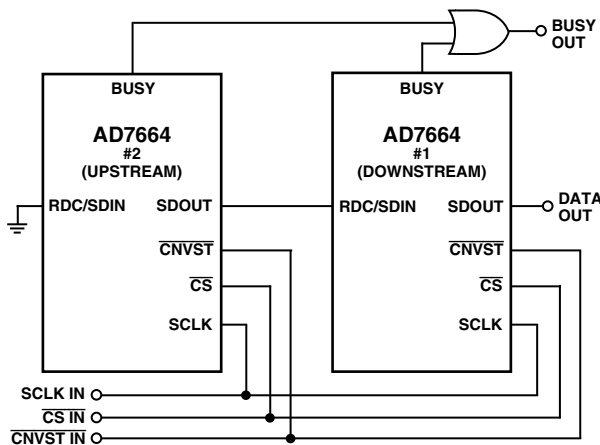 BUSY
OUT
BUSY
AD7664
#2
(UPSTREAM)
RDC/SDIN
SDOUT
CNVST
CS
SCLK
BUSY
AD7664
#1
(DOWNSTREAM)
RDC/SDIN
SDOUT
CNVST
CS
SCLK
DATA
OUT
SCLK IN
CS IN
CNVST IN